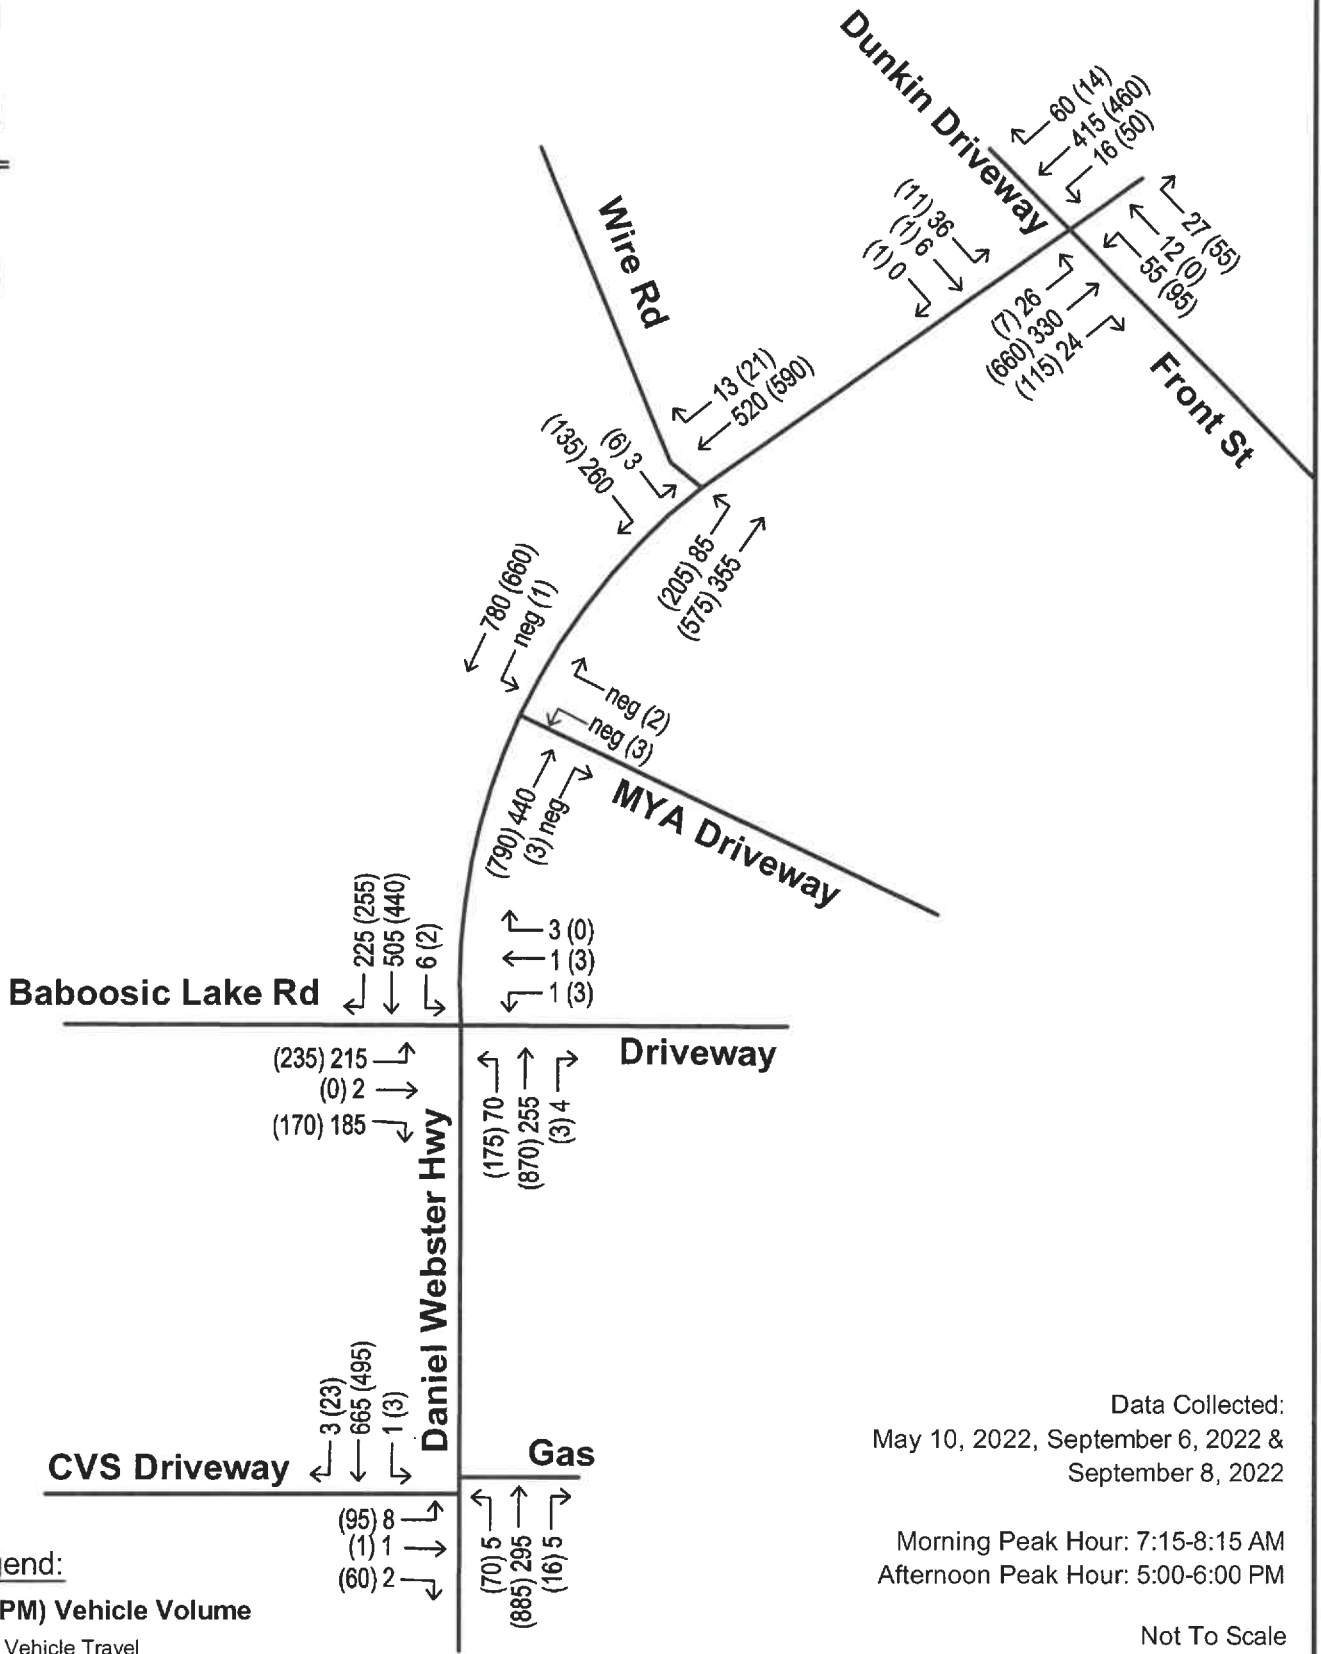 Dunkin Driveway
60 (14)
415 (460)
16 (50)
27 (55)
12 (0)
55 (95)
(11) 36
(1) 6
(1) 0
(7) 26
(660) 330
(115) 24
Front St
Wire Rd
13 (21)
520 (590)
(6) 3
(135) 260
(205) 85
(575) 355
780 (660)
neg (1)
neg (2)
neg (3)
(790) 440
(3) neg
MYA Driveway
225 (255)
505 (440)
6 (2)
3 (0)
1 (3)
1 (3)
Baboosic Lake Rd
Driveway
(235) 215
(0) 2
(170) 185
(175) 70
(870) 255
(3) 4
Daniel Webster Hwy
3 (23)
665 (495)
1 (3)
CVS Driveway
Gas
(95) 8
(1) 1
(60) 2
(70) 5
(885) 295
(16) 5
Data Collected:
May 10, 2022, September 6, 2022 &
September 8, 2022
Morning Peak Hour: 7:15-8:15 AM
Afternoon Peak Hour: 5:00-6:00 PM
Not To Scale
end:
PM) Vehicle Volume
Vehicle Travel